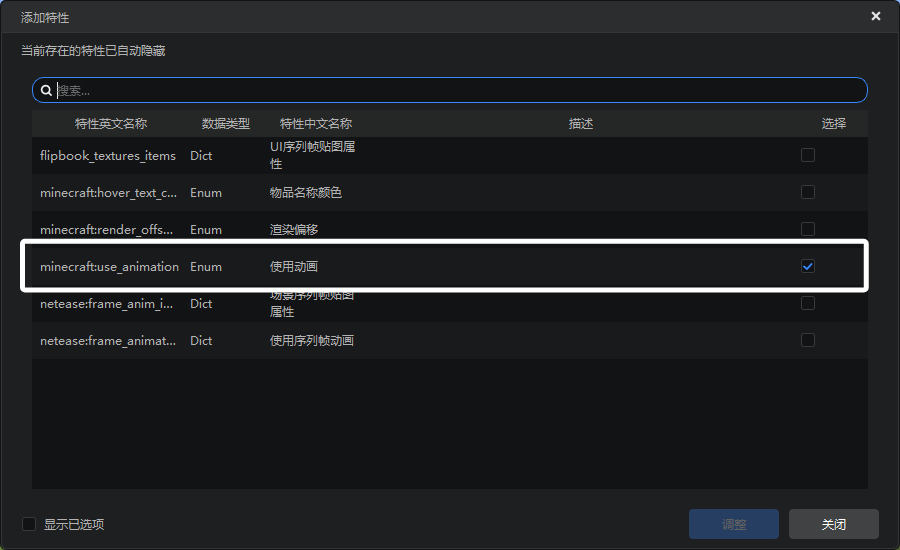 添加特性
当前存在的特性已自动隐藏
搜索...
特性英文名称 数据类型 特性中文名称 描述 选择
flipbook_textures_items Dict UI序列帧贴图属
性
minecraft:hover_text_c... Enum 物品名称颜色
minecraft:render_offs... Enum 渲染偏移
minecraft:use_animation Enum 使用动画
netease:frame_anim_i... Dict 场景序列帧贴图
属性
netease:frame_animat... Dict 使用序列帧动画
显示已选项 调整 关闭